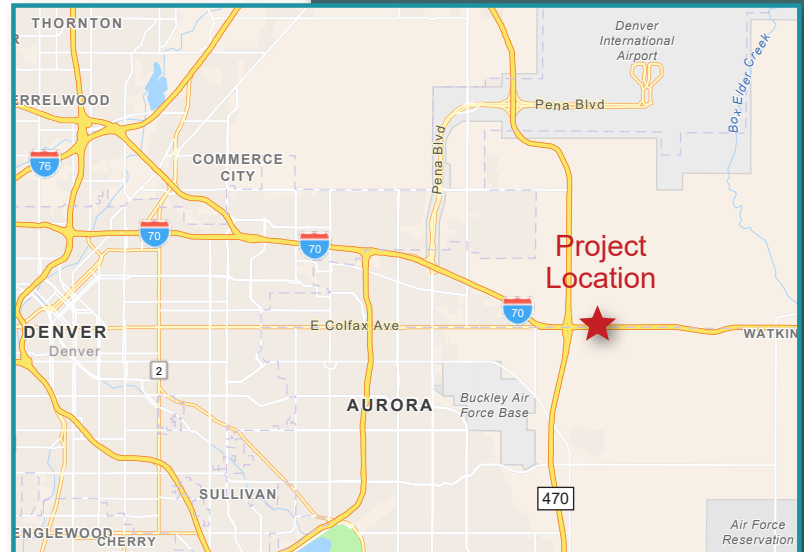 THORNTON
R
Denver
International
Airport
Box Elder Creek
ERRELWOOD
Pena Blvd
Pena Blvd
76
COMMERCE
CITY
70
70
Project
Location
70
DENVER
Denver
E Colfax Ave
WATKIN
2
AURORA
Buckley Air
Force Base
SULLIVAN
470
ENGLEWOOD
CHERRY
Air Force
Reservation